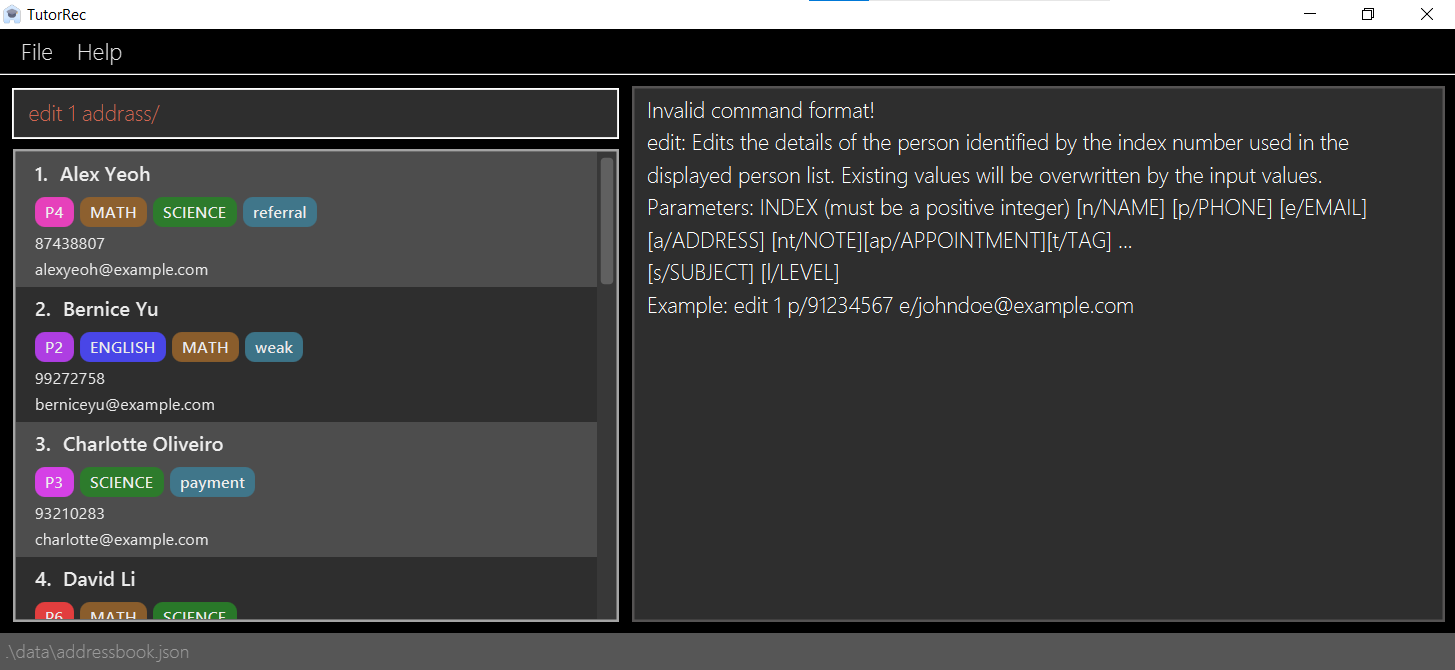 TutorRec
File Help
edit 1 addrass/
1. Alex Yeoh
P4 MATH SCIENCE referral
87438807
alexyeoh@example.com
2. Bernice Yu
P2 ENGLISH MATH weak
99272758
berniceyu@example.com
3. Charlotte Oliveiro
P3 SCIENCE payment
93210283
charlotte@example.com
4. David Li
P6 MATH SCIENCE
Invalid command format!
edit: Edits the details of the person identified by the index number used in the
displayed person list. Existing values will be overwritten by the input values.
Parameters: INDEX (must be a positive integer) [n/NAME] [p/PHONE] [e/EMAIL]
[a/ADDRESS] [nt/NOTE][ap/APPOINTMENT][t/TAG] ...
[s/SUBJECT] [l/LEVEL]
Example: edit 1 p/91234567 e/johndoe@example.com
.\data\addressbook.json